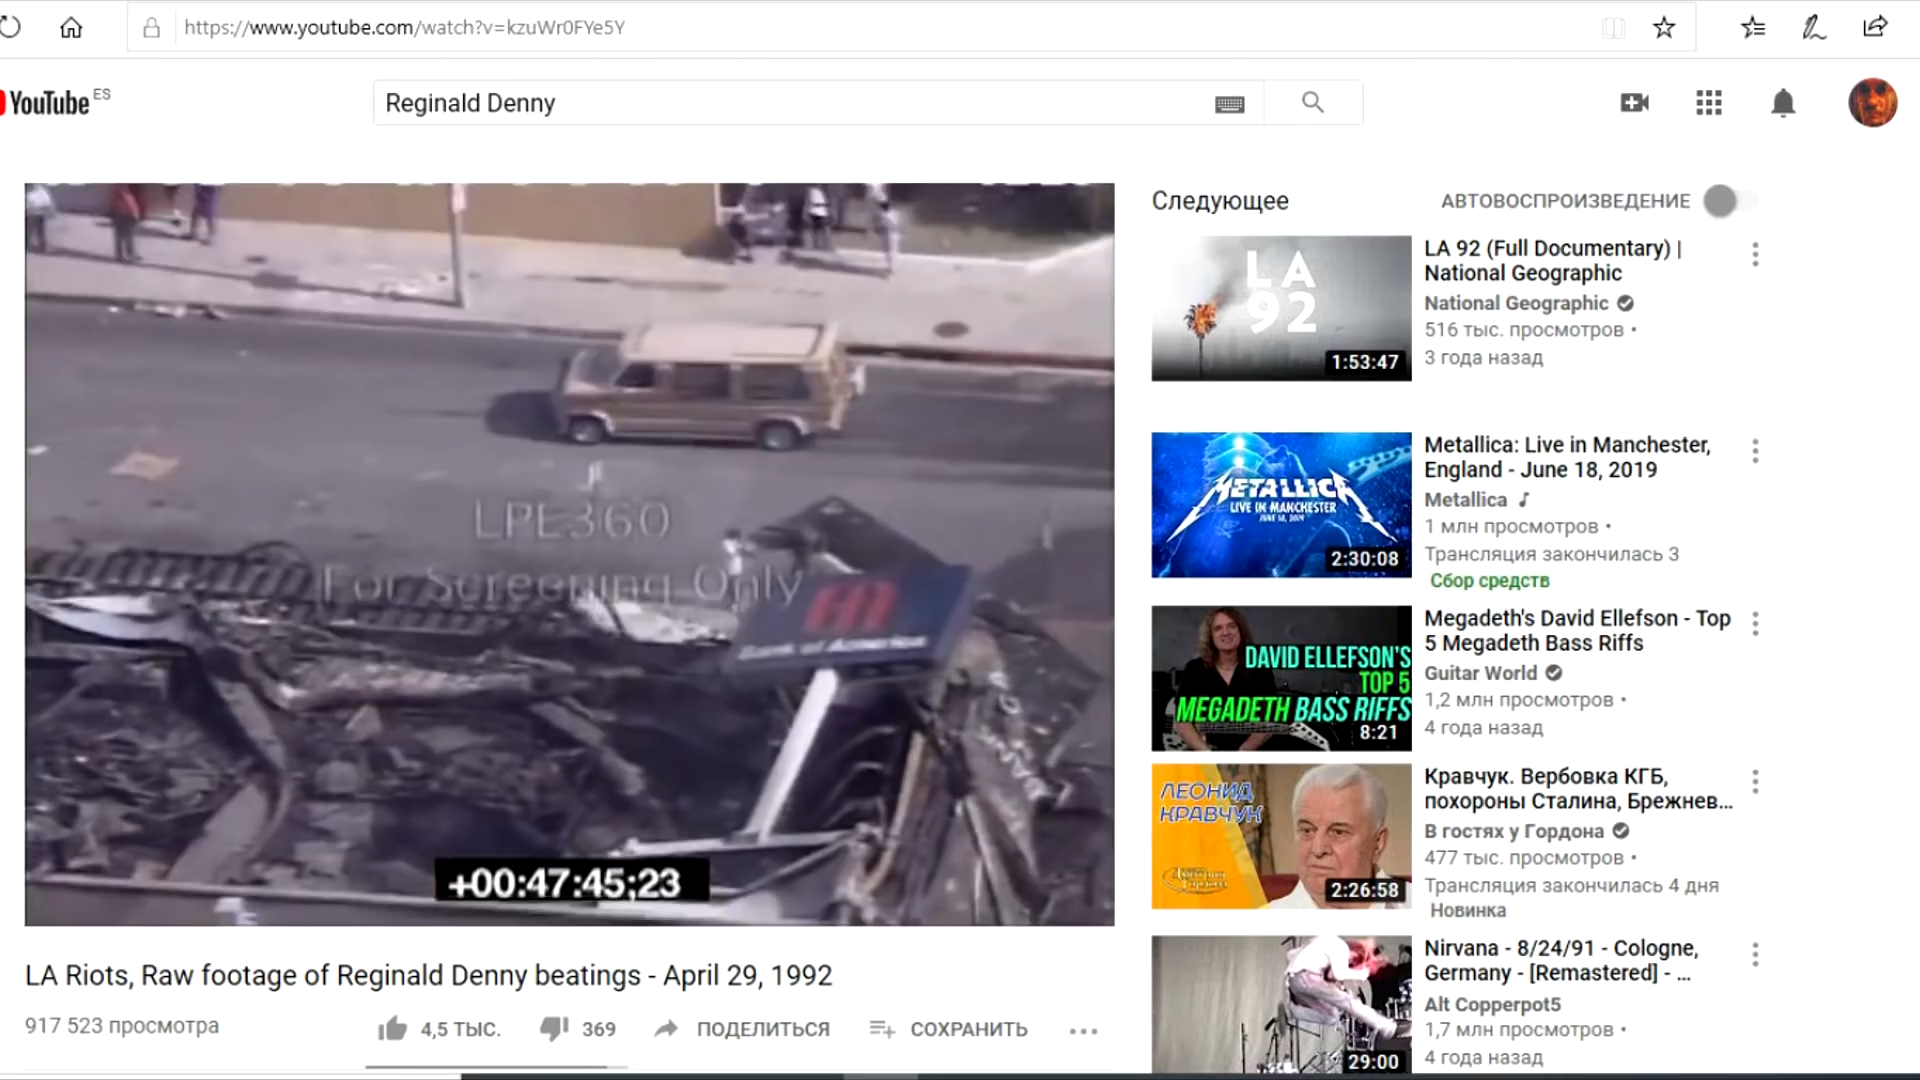 https://www.youtube.com/watch?v=kzuWr0FYe5Y
YouTube ES
Reginald Denny
LPE360
For Screening Only
Bank of America
+00:47:45;23
LA Riots, Raw footage of Reginald Denny beatings - April 29, 1992
917 523 просмотра
4,5 ТЫС.
369
ПОДЕЛИТЬСЯ
СОХРАНИТЬ
Следующее
АВТОВОСПРОИЗВЕДЕНИЕ
LA
92
1:53:47
LA 92 (Full Documentary) |
National Geographic
National Geographic
516 тыс. просмотров •
3 года назад
METALLICA
LIVE IN MANCHESTER
JUNE 18, 2019
2:30:08
Metallica: Live in Manchester,
England - June 18, 2019
Metallica
1 млн просмотров •
Трансляция закончилась 3
Сбор средств
DAVID ELLEFSON'S
TOP 5
MEGADETH BASS RIFFS
8:21
Megadeth's David Ellefson - Top
5 Megadeth Bass Riffs
Guitar World
1,2 млн просмотров •
4 года назад
ЛЕОНИД
КРАВЧУК
2:26:58
Кравчук. Вербовка КГБ,
похороны Сталина, Брежнев...
В гостях у Гордона
477 тыс. просмотров •
Трансляция закончилась 4 дня
Новинка
29:00
Nirvana - 8/24/91 - Cologne,
Germany - [Remastered] - ...
Alt Copperpot5
1,7 млн просмотров •
4 года назад